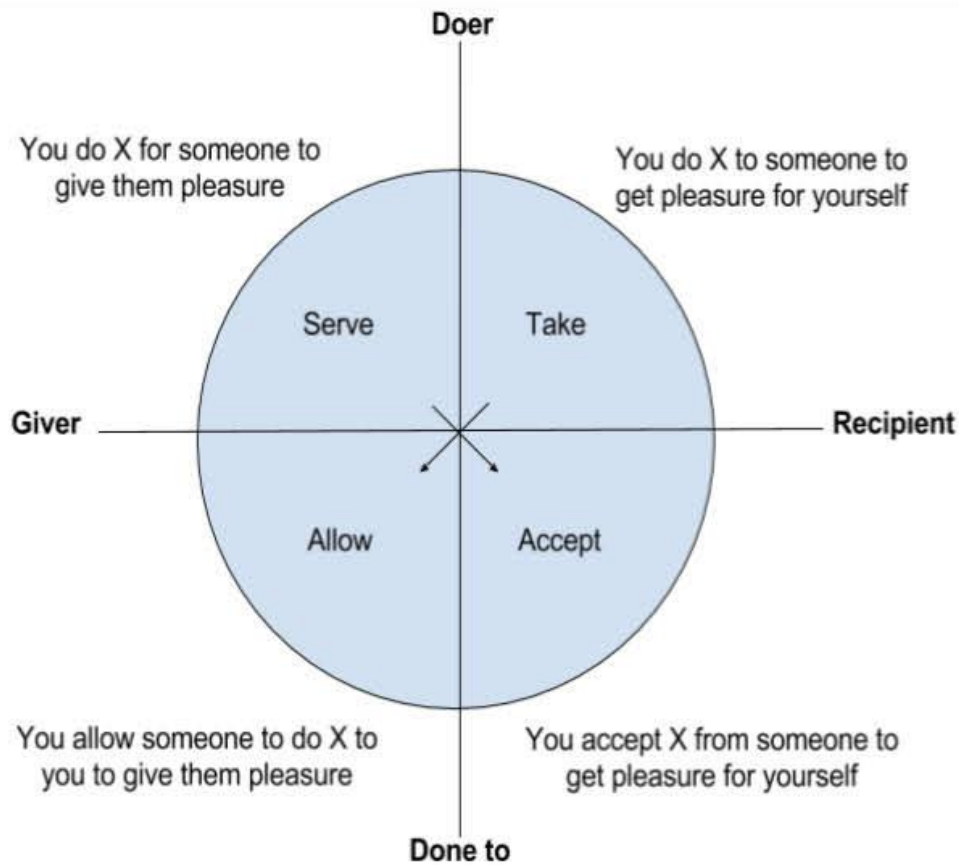 Doer
You do X for someone to
give them pleasure
You do X to someone to
get pleasure for yourself
Serve
Take
Giver
Recipient
Allow
Accept
You allow someone to do X to
you to give them pleasure
You accept X from someone to
get pleasure for yourself
Done to